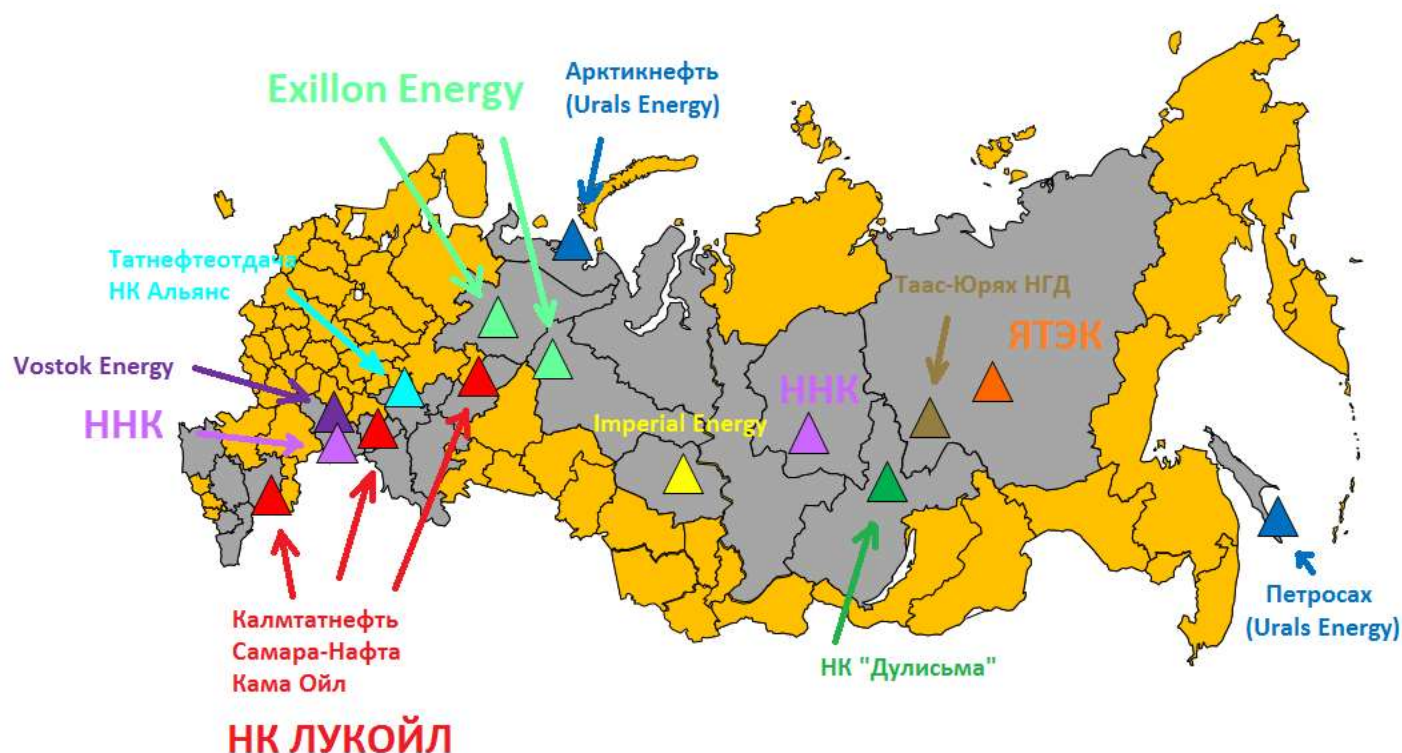 Арктикнефть
(Urals Energy)
Exillon Energy
Татнефтеотдача
НК Альянс
Таас-Юрях НГД
ЯТЭК
Vostok Energy
ННК
ННК
Imperial Energy
Калмтатнефть
Самара-Нафта
Кама Ойл
НК ЛУКОЙЛ
НК "Дулисьма"
Петросах
(Urals Energy)